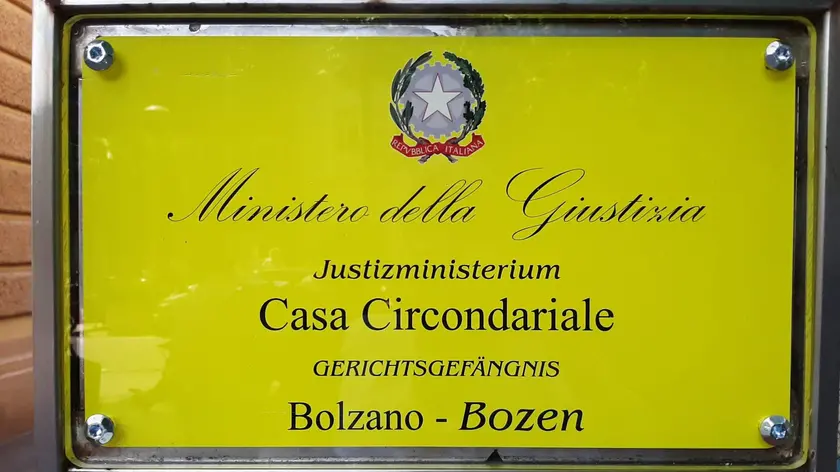 REPVBBLICA ITALIANA
Ministero della Giustizia
Justizministerium
Casa Circondariale
GERICHTSGEFÄNGNIS
Bolzano - Bozen